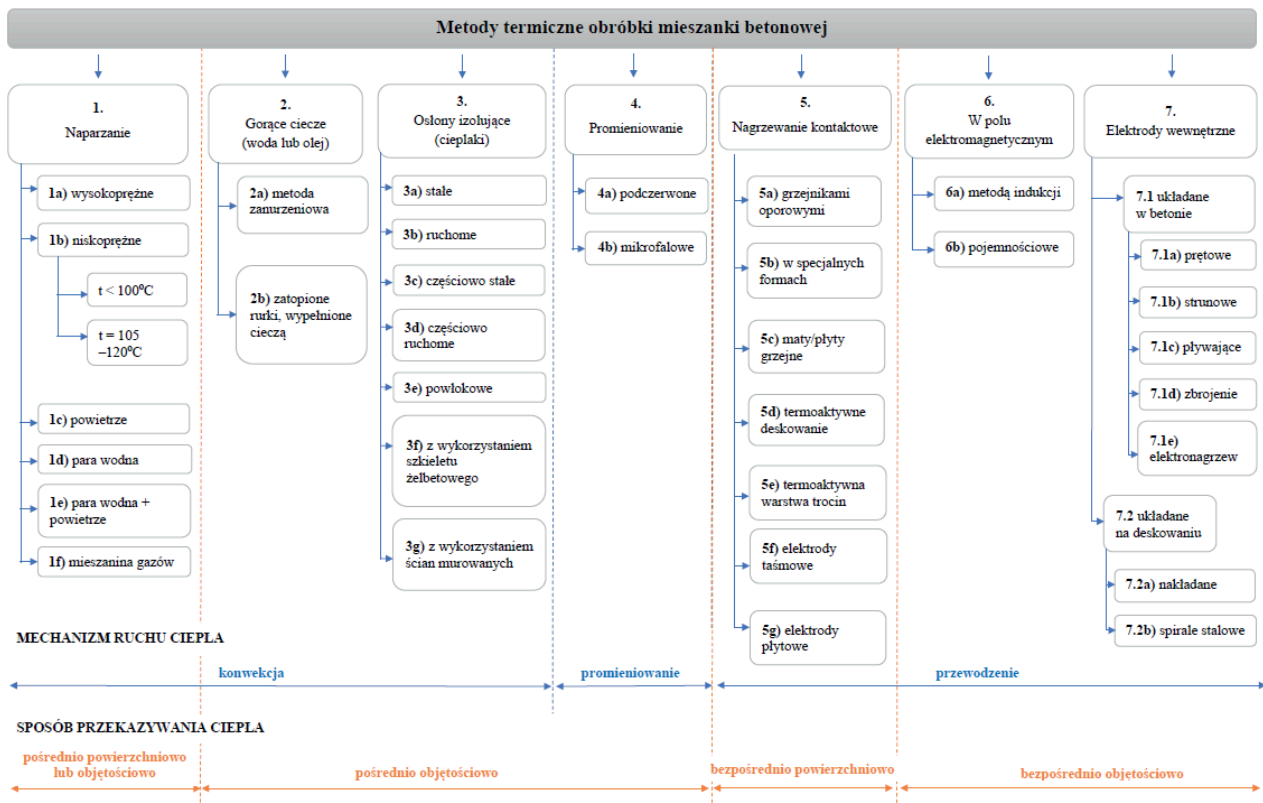 Metody termiczne obróbki mieszanki betonowej
1.
Naparzanie
1a) wysokoprężne
1b) niskoprężne
t < 100⁰C
t = 105
–120⁰C
1c) powietrze
1d) para wodna
1e) para wodna +
powietrze
1f) mieszanina gazów
2.
Gorące ciecze
(woda lub olej)
2a) metoda
zanurzeniowa
2b) zatopione
rurki, wypełnione
cieczą
3.
Osłony izolujące
(cieplaki)
3a) stałe
3b) ruchome
3c) częściowo stałe
3d) częściowo
ruchome
3e) powłokowe
3f) z wykorzystaniem
szkieletu
żelbetowego
3g) z wykorzystaniem
ścian murowanych
4.
Promieniowanie
4a) podczerwone
4b) mikrofalowe
5.
Nagrzewanie kontaktowe
5a) grzejnikami
oporowymi
5b) w specjalnych
formach
5c) maty/płyty
grzejne
5d) termoaktywne
deskowanie
5e) termoaktywna
warstwa trocin
5f) elektrody
taśmowe
5g) elektrody
płytowe
6.
W polu
elektromagnetycznym
6a) metodą indukcji
6b) pojemnościowe
7.
Elektrody wewnętrzne
7.1 układane
w betonie
7.1a) prętowe
7.1b) strunowe
7.1c) pływające
7.1d) zbrojenie
7.1e)
elektronagrzew
7.2 układane
na deskowaniu
7.2a) nakładane
7.2b) spirale stalowe
MECHANIZM RUCHU CIEPLA
konwekcja
promieniowanie
przewodzenie
SPOSÓB PRZEKAZYWANIA CIEPLA
pośrednio powierzchniowo
lub objętościowo
pośrednio objętościowo
bezpośrednio powierzchniowo
bezpośrednio objętościowo